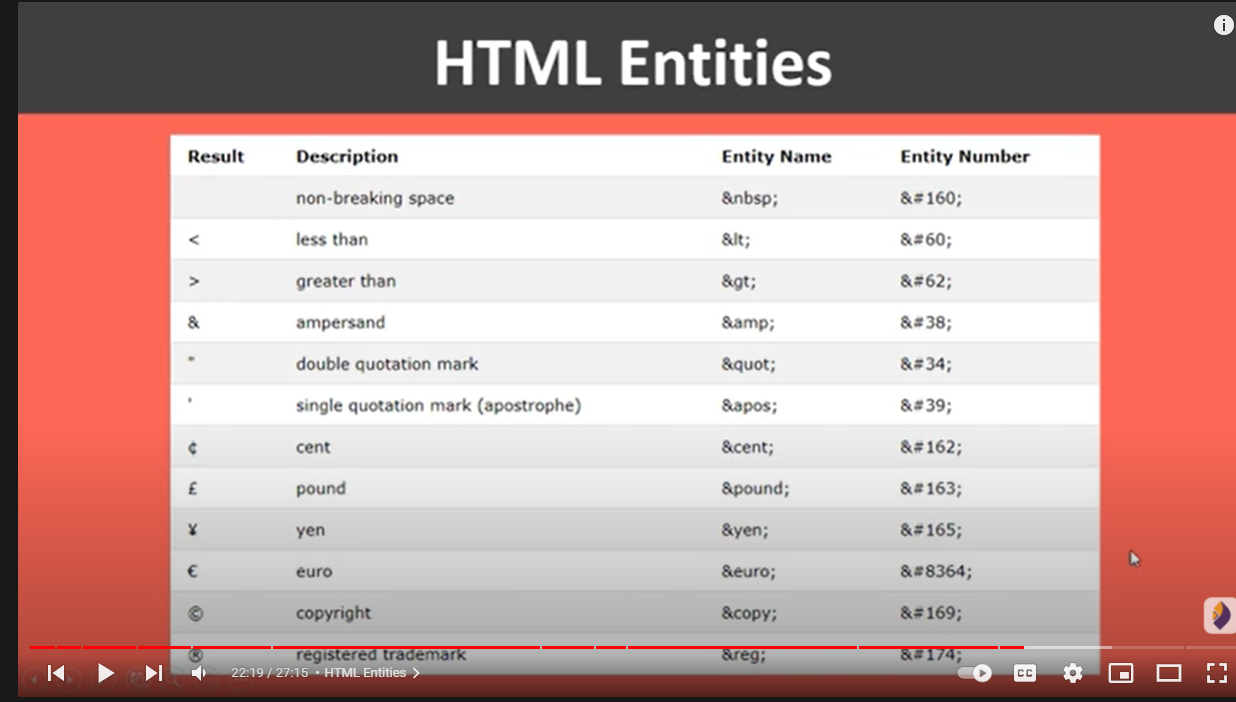 HTML Entities
Result Description Entity Name Entity Number
non-breaking space &nbsp; &#160;
< less than &lt; &#60;
> greater than &gt; &#62;
& ampersand &amp; &#38;
" double quotation mark &quot; &#34;
' single quotation mark (apostrophe) &apos; &#39;
¢ cent &cent; &#162;
£ pound &pound; &#163;
¥ yen &yen; &#165;
€ euro &euro; &#8364;
© copyright &copy; &#169;
® registered trademark &reg; &#174;
22:19 / 27:15 • HTML Entities
CC